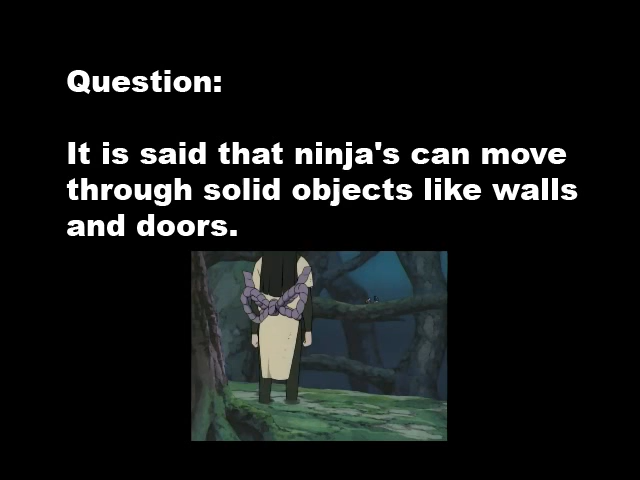 Question:
It is said that ninja's can move
through solid objects like walls
and doors.